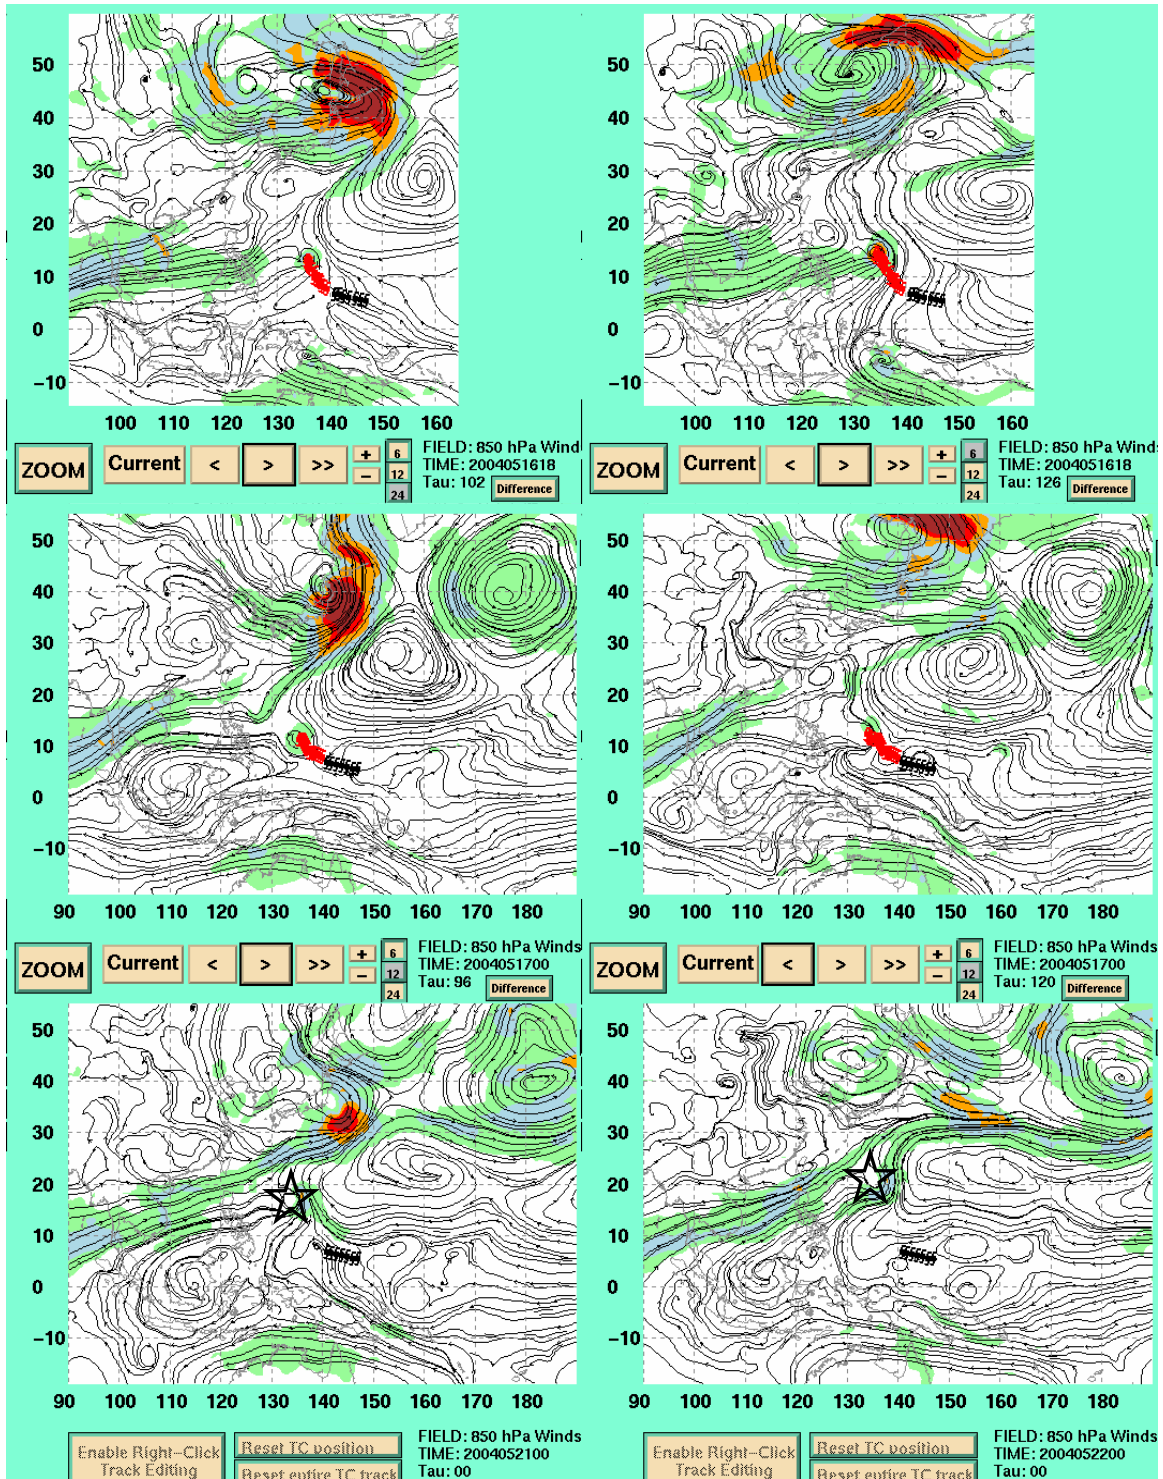 50
40
30
20
10
0
−10
100 110 120 130 140 150 160
50
40
30
20
10
0
−10
100 110 120 130 140 150 160
ZOOM
Current
<
>
>>
+
−
6
12
24
FIELD: 850 hPa Wind
TIME: 2004051618
Tau: 102
Difference
ZOOM
Current
<
>
>>
+
−
6
12
24
FIELD: 850 hPa Wind
TIME: 2004051618
Tau: 126
Difference
50
40
30
20
10
0
−10
90 100 110 120 130 140 150 160 170 180
50
40
30
20
10
0
−10
90 100 110 120 130 140 150 160 170 180
ZOOM
Current
<
>
>>
+
−
6
12
24
FIELD: 850 hPa Winds
TIME: 2004051700
Tau: 96
Difference
ZOOM
Current
<
>
>>
+
−
6
12
24
FIELD: 850 hPa Winds
TIME: 2004051700
Tau: 120
Difference
50
40
30
20
10
0
−10
90 100 110 120 130 140 150 160 170 180
50
40
30
20
10
0
−10
90 100 110 120 130 140 150 160 170 180
Enable Right−Click
Track Editing
Reset TC position
Reset entire TC track
FIELD: 850 hPa Winds
TIME: 2004052100
Tau: 00
Enable Right−Click
Track Editing
Reset TC position
Reset entire TC track
FIELD: 850 hPa Winds
TIME: 2004052200
Tau: 00